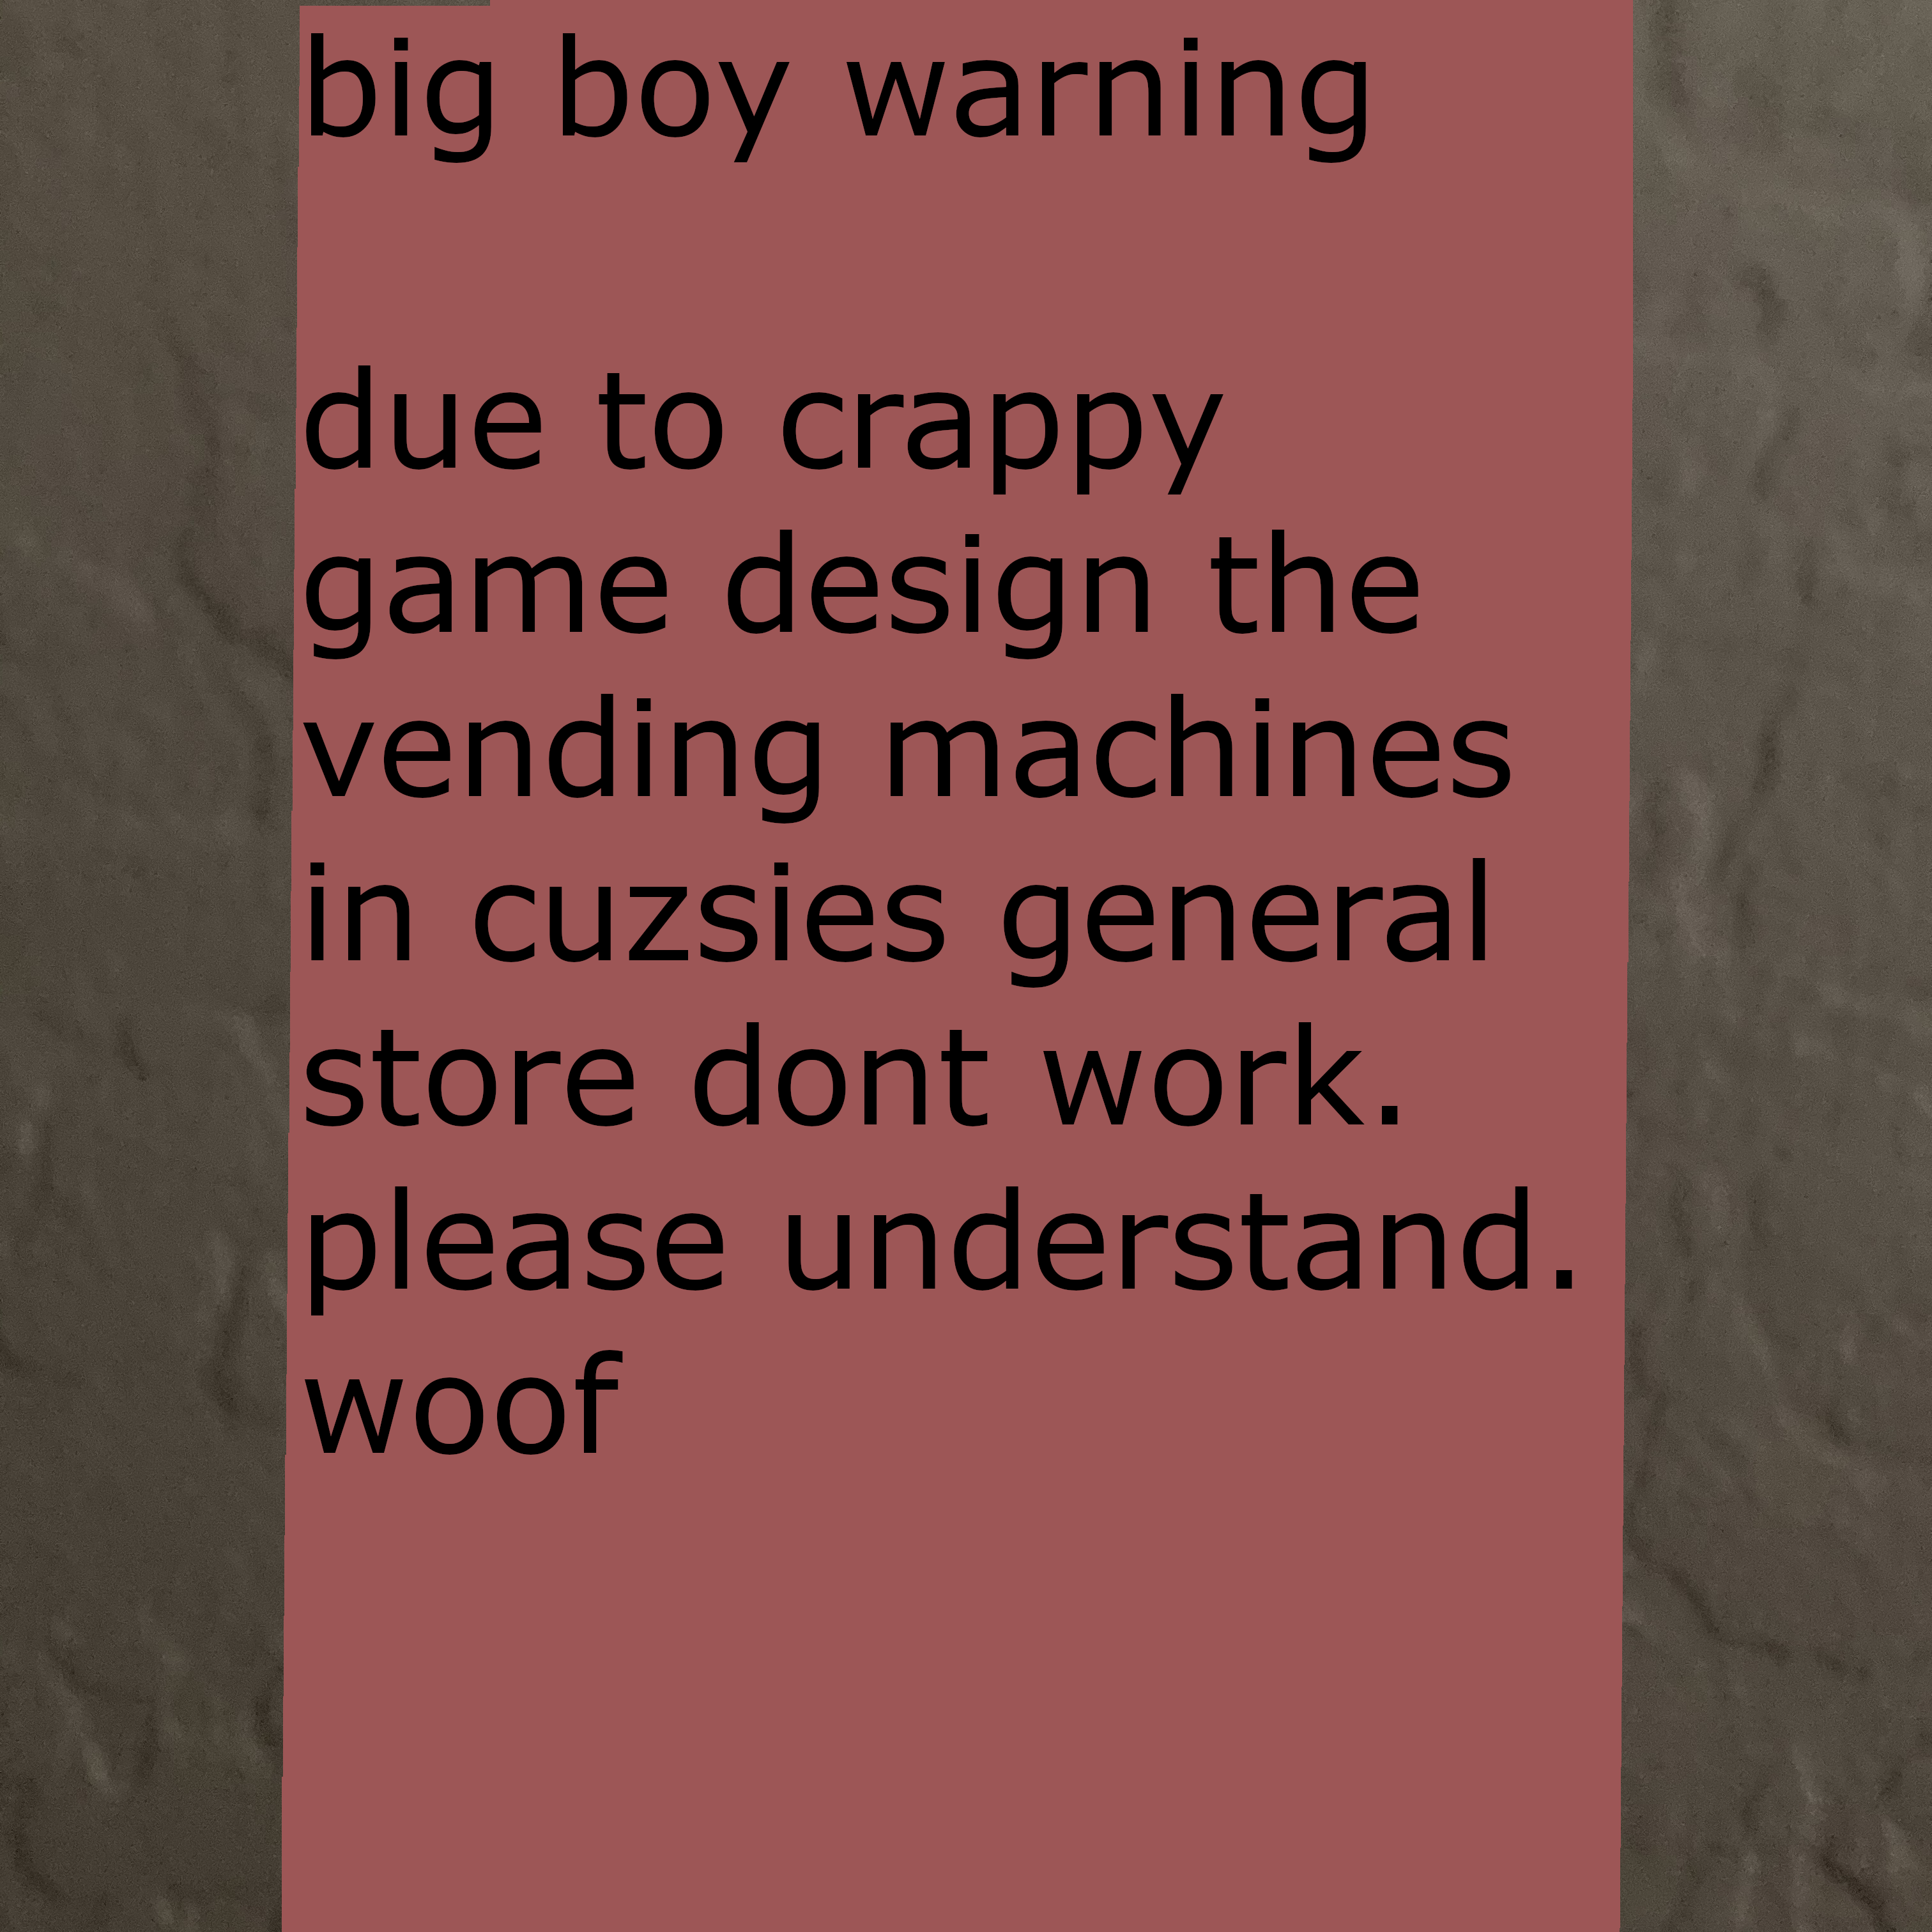 big boy warning
due to crappy
game design the
vending machines
in cuzsies general
store dont work.
please understand.
woof